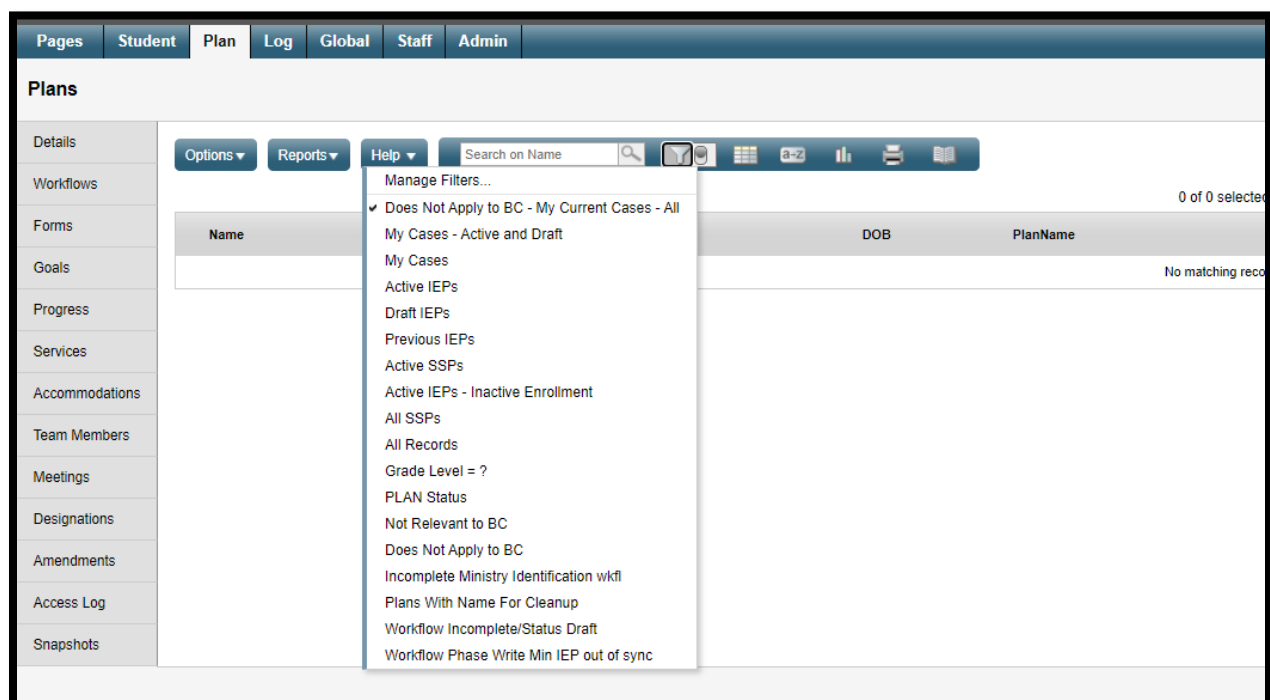 Pages Student Plan Log Global Staff Admin
Plans
Details
Workflows
Forms
Goals
Progress
Services
Accommodations
Team Members
Meetings
Designations
Amendments
Access Log
Snapshots
Options Reports Help Search on Name a-z
0 of 0 selected
Name DOB PlanName
No matching reco
Manage Filters...
Does Not Apply to BC - My Current Cases - All
My Cases - Active and Draft
My Cases
Active IEPs
Draft IEPs
Previous IEPs
Active SSPs
Active IEPs - Inactive Enrollment
All SSPs
All Records
Grade Level = ?
PLAN Status
Not Relevant to BC
Does Not Apply to BC
Incomplete Ministry Identification wkfl
Plans With Name For Cleanup
Workflow Incomplete/Status Draft
Workflow Phase Write Min IEP out of sync